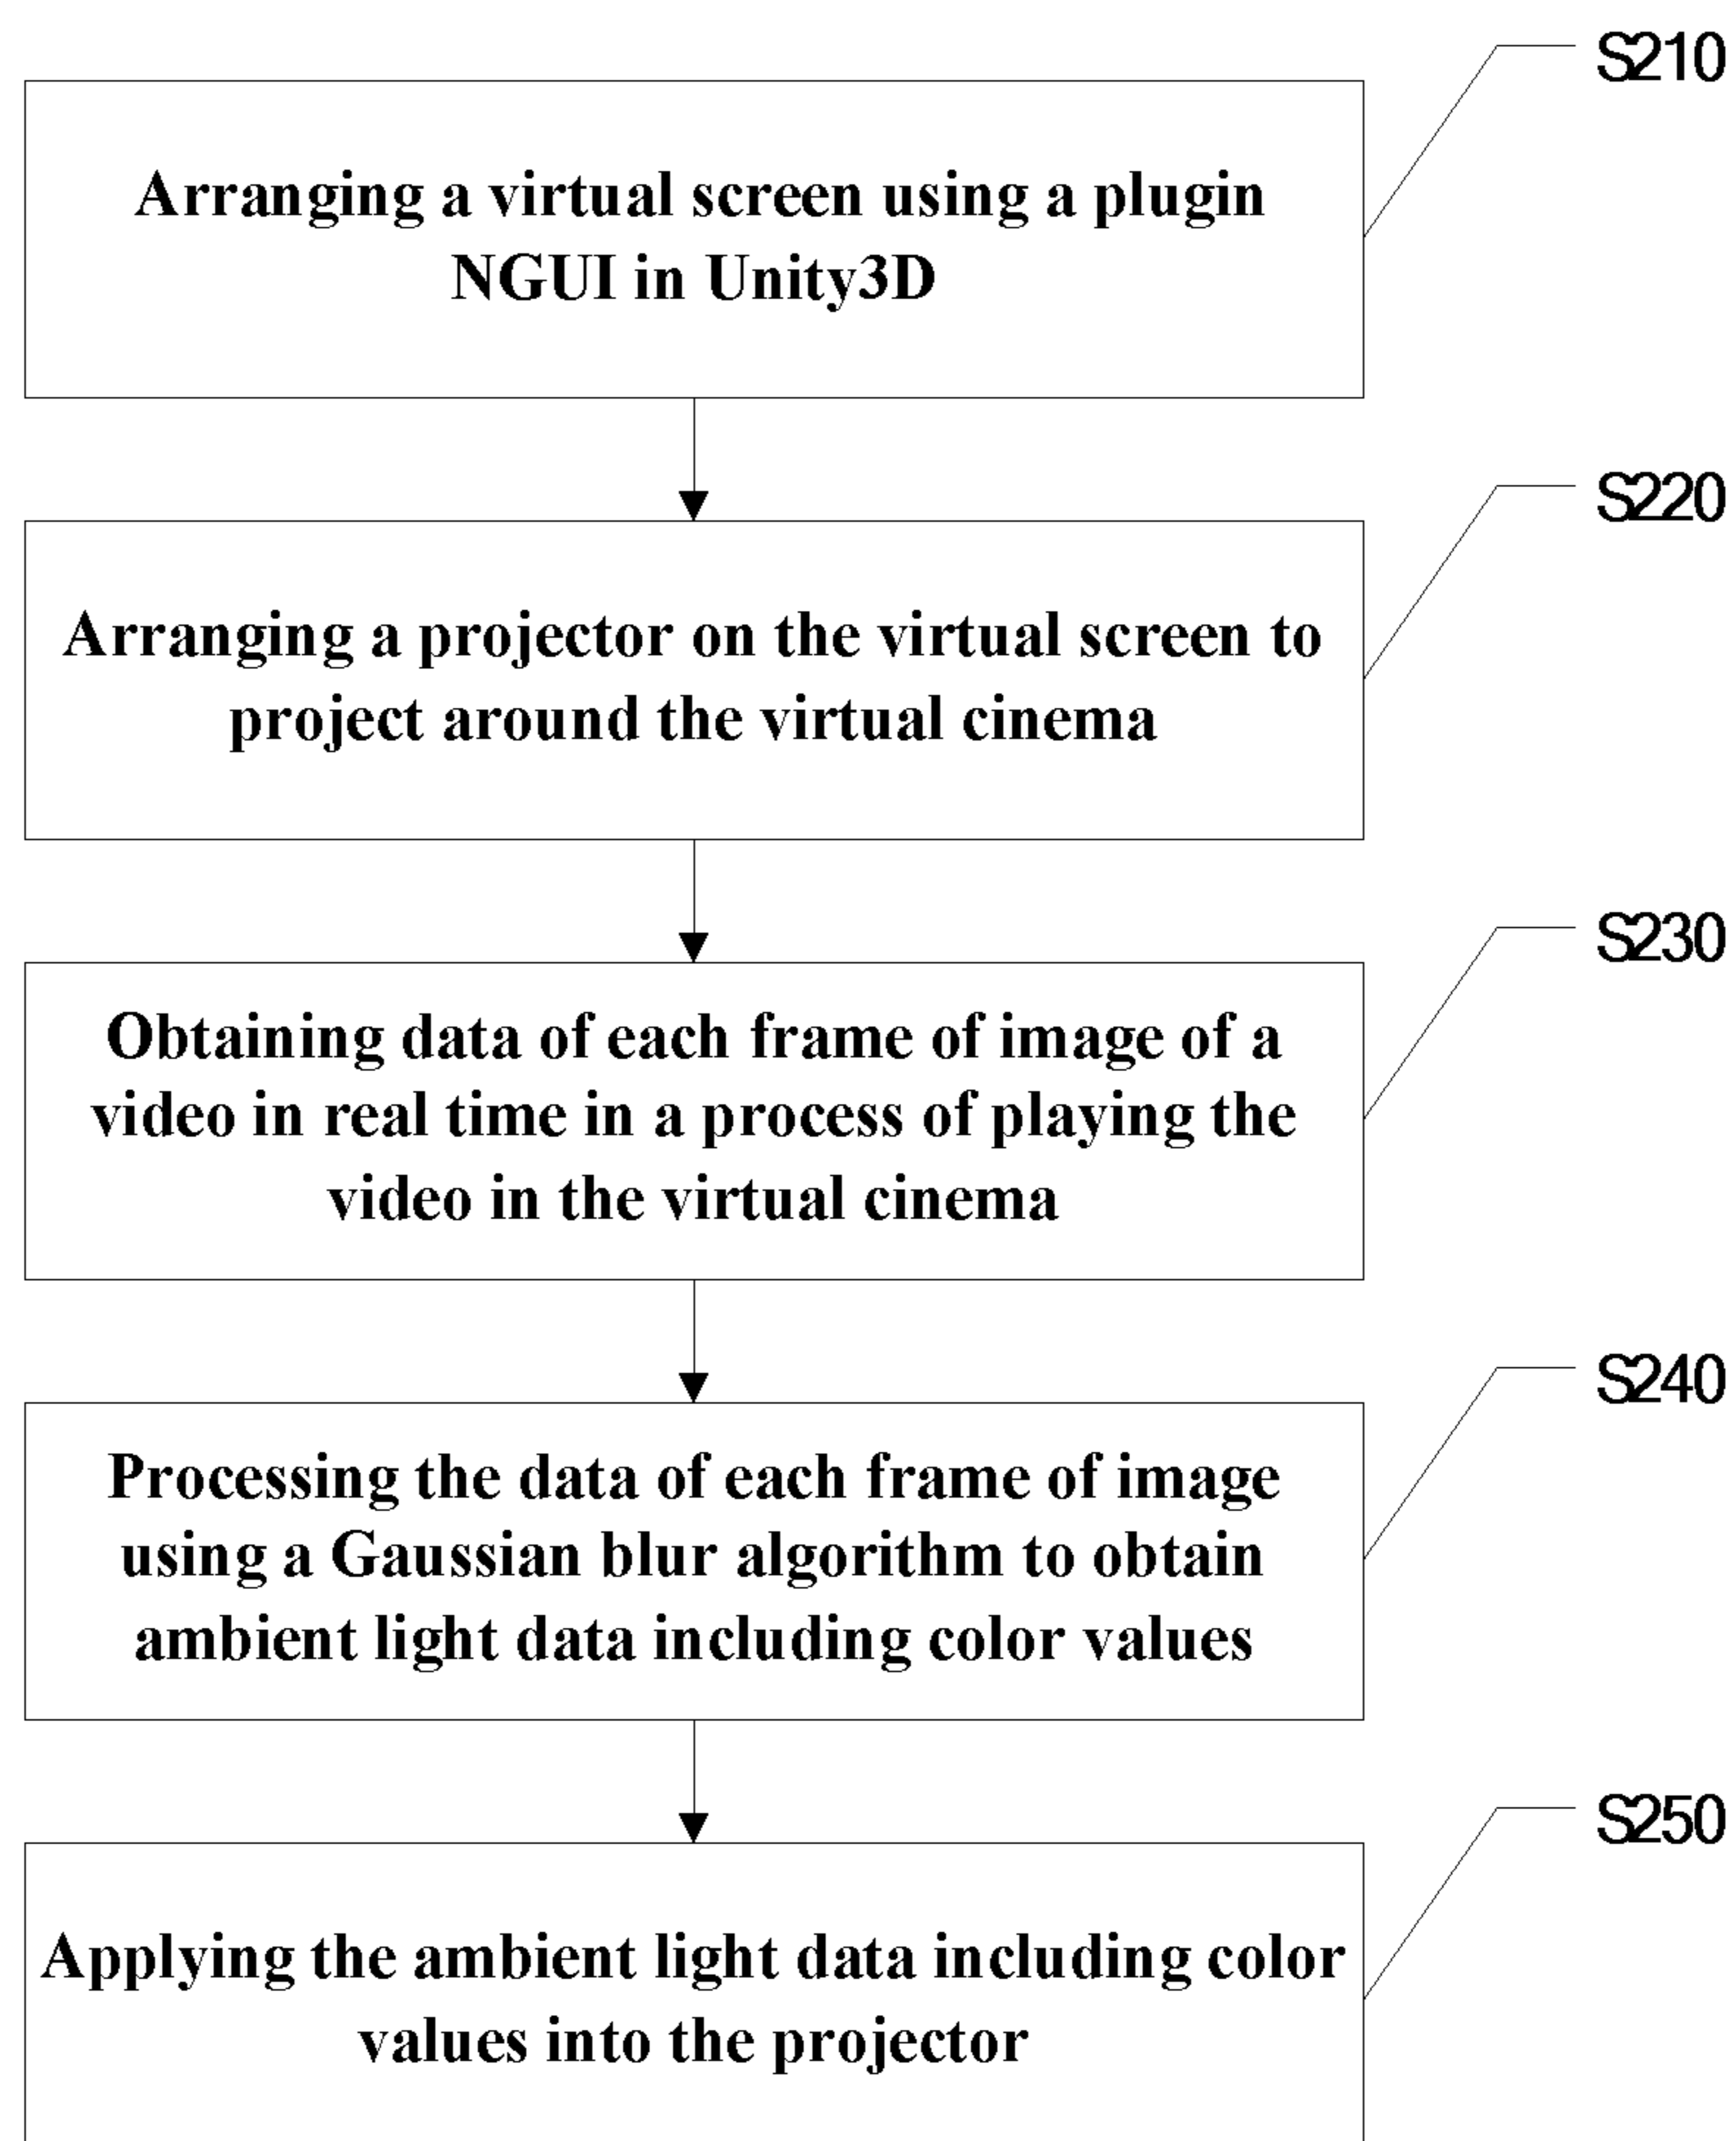 S210
Arranging a virtual screen using a plugin
NGUI in Unity3D
S220
Arranging a projector on the virtual screen to
project around the virtual cinema
S230
Obtaining data of each frame of image of a
video in real time in a process of playing the
video in the virtual cinema
S240
Processing the data of each frame of image
using a Gaussian blur algorithm to obtain
ambient light data including color values
S250
Applying the ambient light data including color
values into the projector